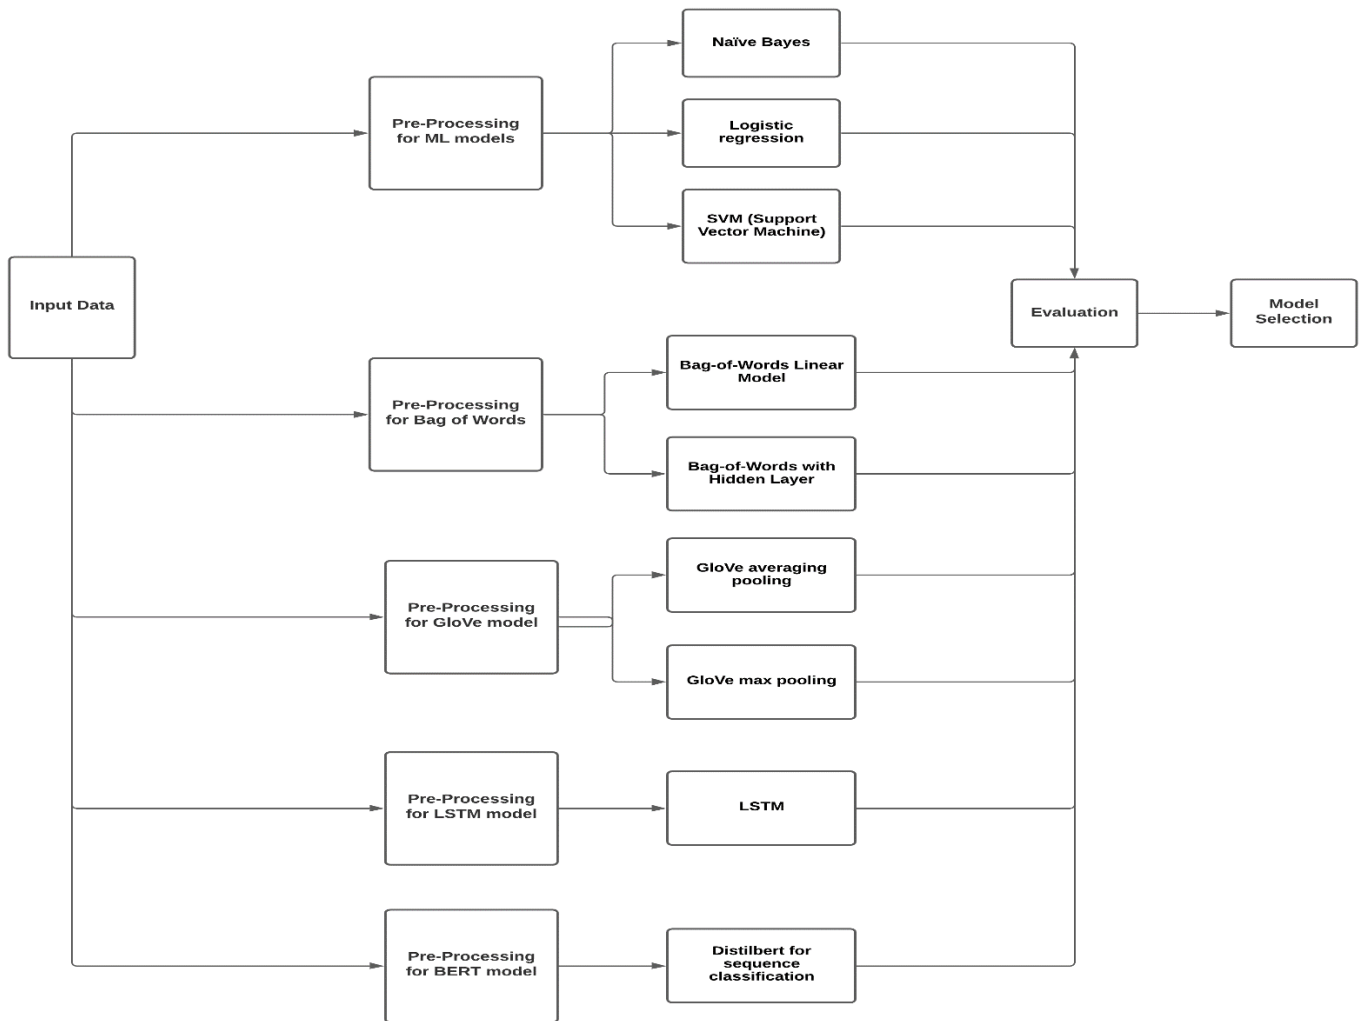 Naïve Bayes
Pre-Processing
for ML models
Logistic
regression
SVM (Support
Vector Machine)
Input Data
Evaluation
Model
Selection
Bag-of-Words Linear
Model
Pre-Processing
for Bag of Words
Bag-of-Words with
Hidden Layer
GloVe averaging
pooling
Pre-Processing
for GloVe model
GloVe max pooling
Pre-Processing
for LSTM model
LSTM
Pre-Processing
for BERT model
Distilbert for
sequence
classification